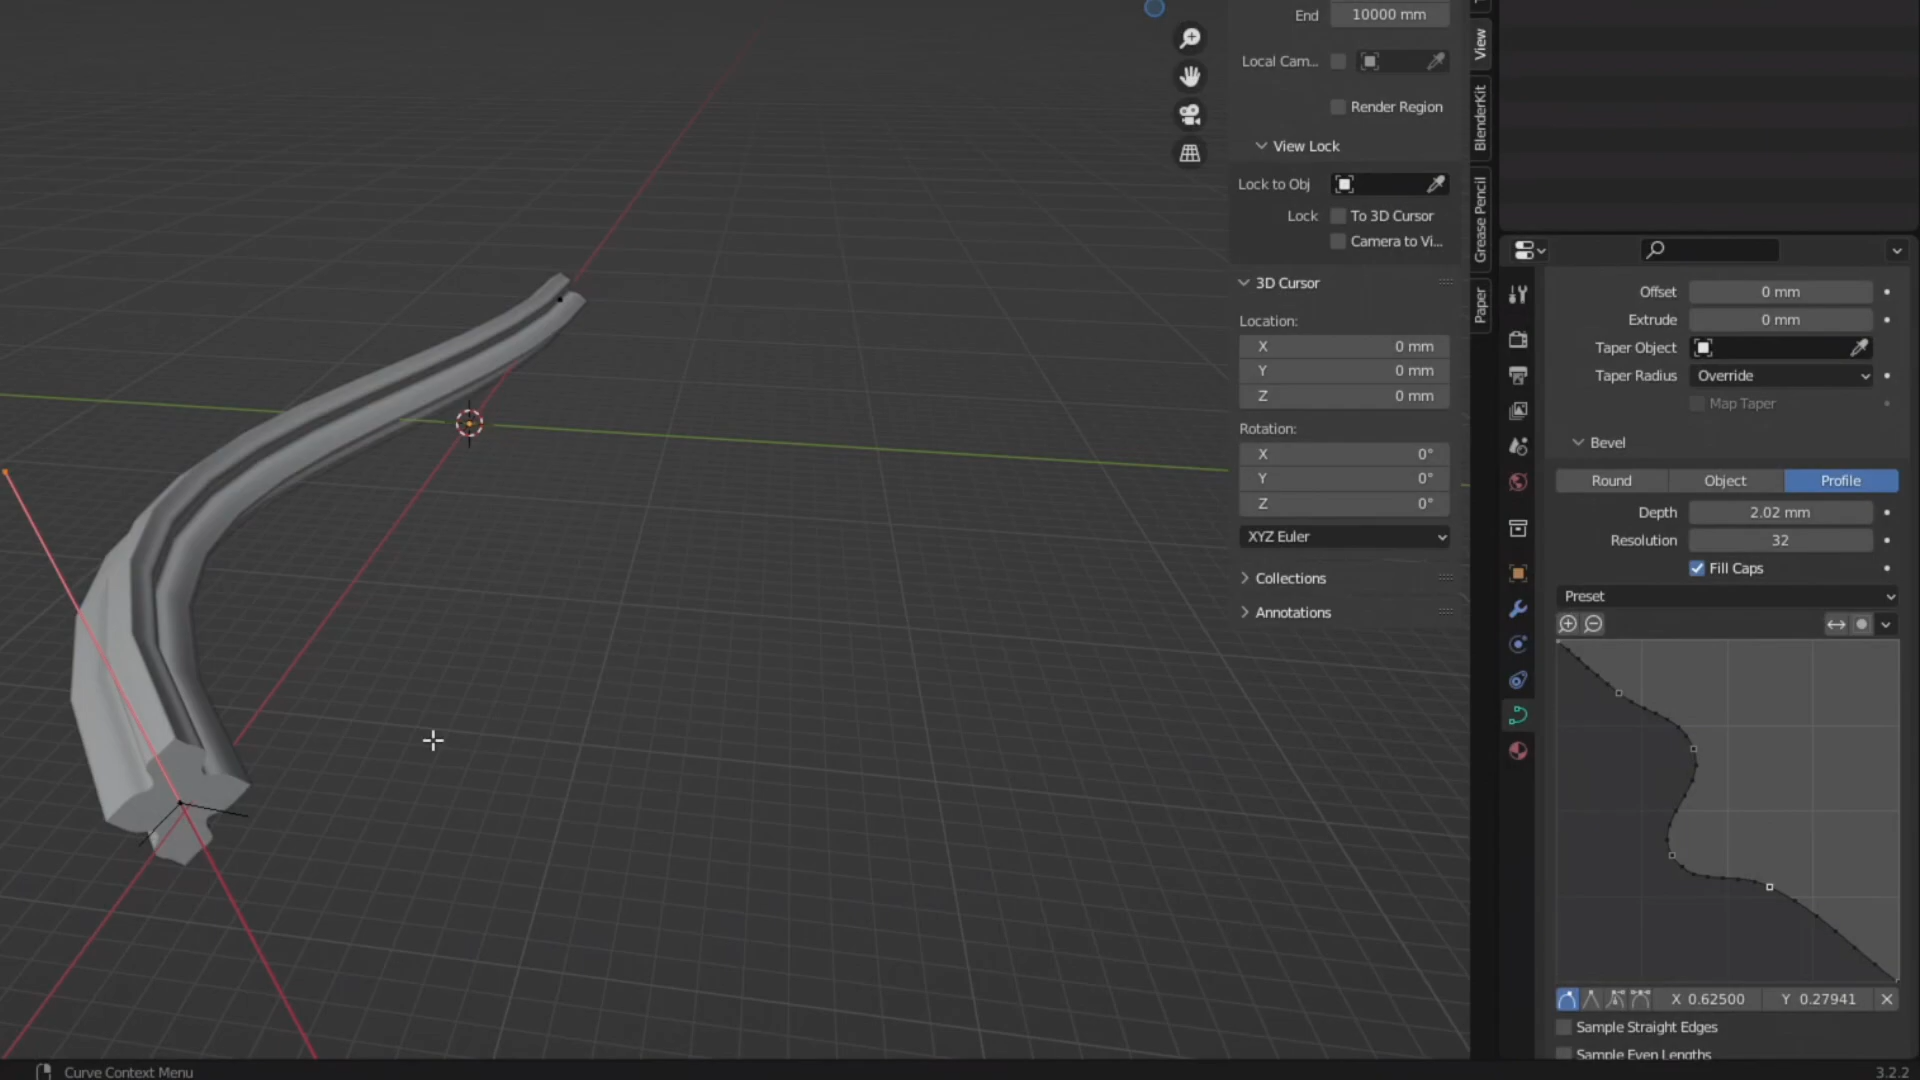 End 10000 mm
Local Cam...
Render Region
View Lock
Lock to Obj
Lock To 3D Cursor
Camera to Vi...
3D Cursor
Location:
X 0 mm
Y 0 mm
Z 0 mm
Rotation:
X 0°
Y 0°
Z 0°
XYZ Euler
Collections
Annotations
View
BlenderKit
Grease Pencil
Paper
Offset 0 mm
Extrude 0 mm
Taper Object
Taper Radius Override
Map Taper
Bevel
Round Object Profile
Depth 2.02 mm
Resolution 32
Fill Caps
Preset
X 0.62500 Y 0.27941
Sample Straight Edges
Sample Even Lengths
Curve Context Menu
3.2.2